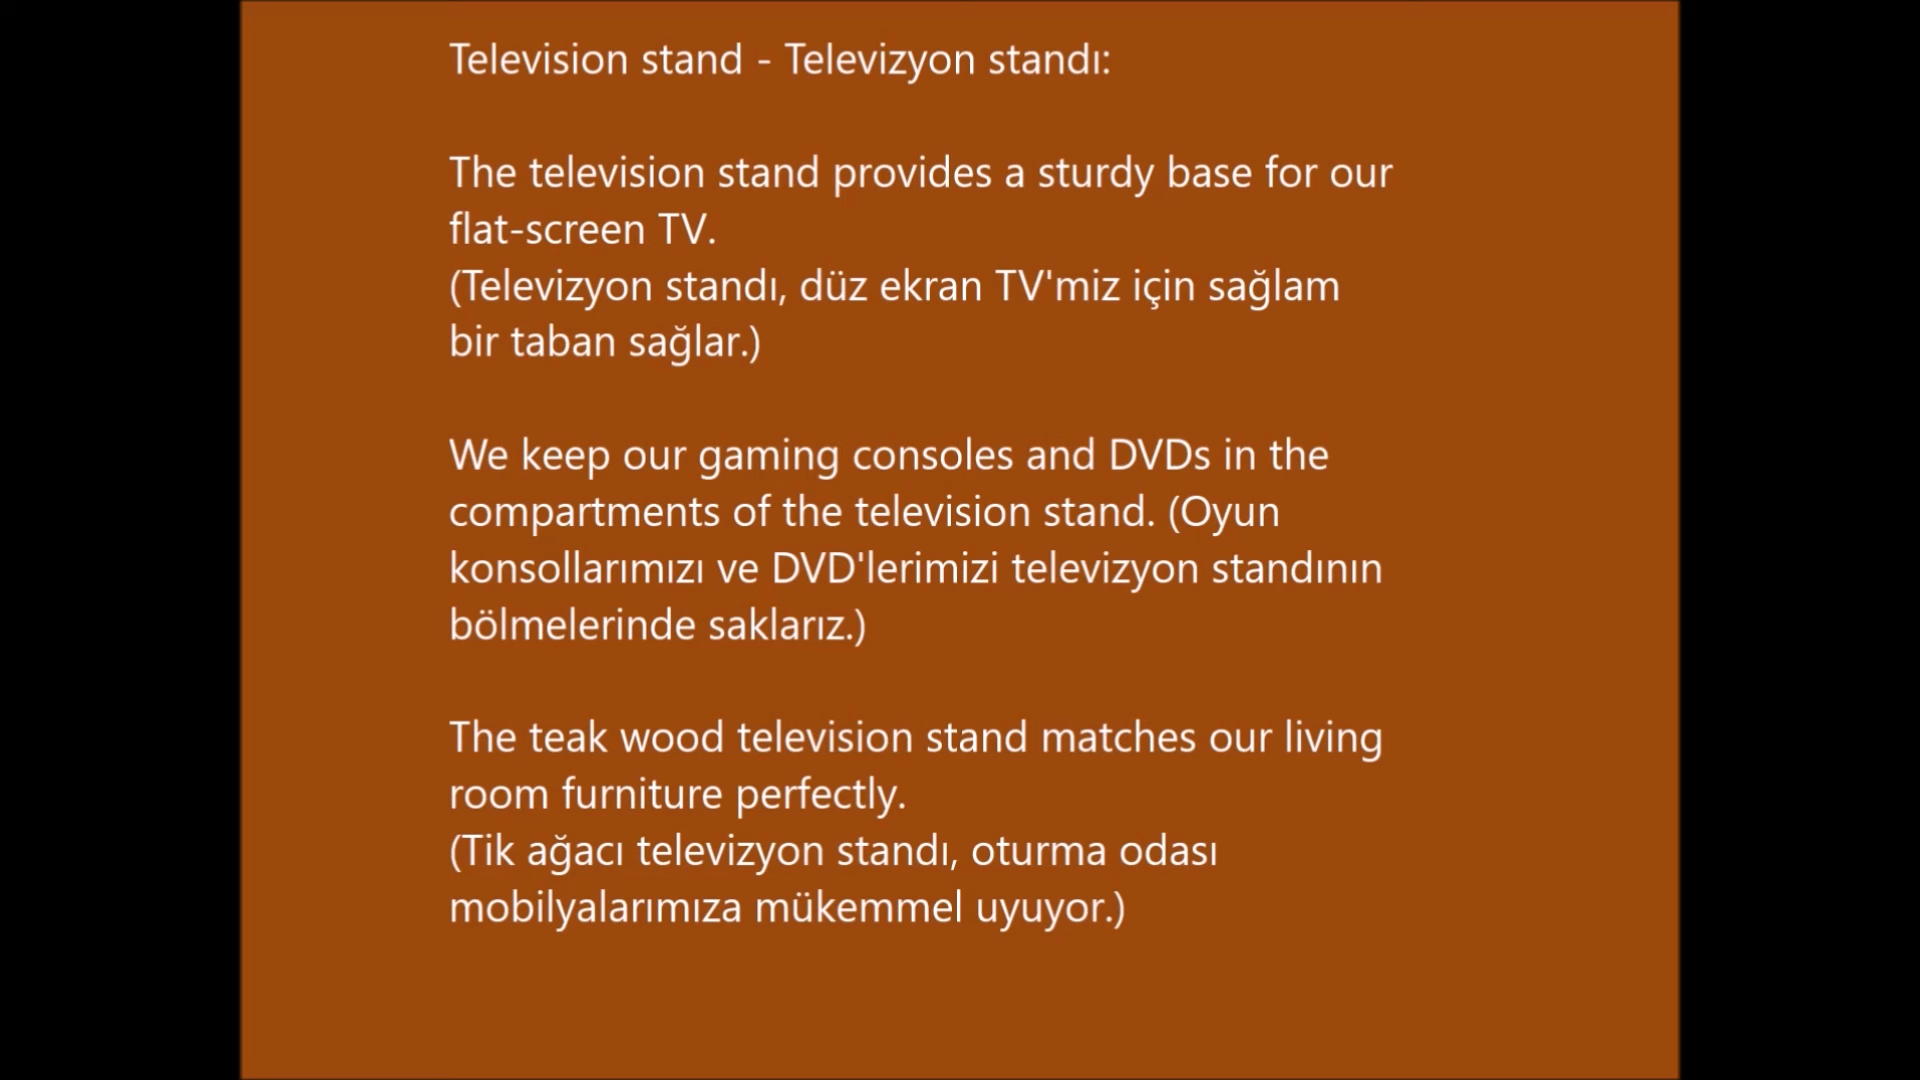 Television stand - Televizyon standı:
The television stand provides a sturdy base for our
flat-screen TV.
(Televizyon standı, düz ekran TV'miz için sağlam
bir taban sağlar.)
We keep our gaming consoles and DVDs in the
compartments of the television stand. (Oyun
konsollarımızı ve DVD'lerimizi televizyon standının
bölmelerinde saklarız.)
The teak wood television stand matches our living
room furniture perfectly.
(Tik ağacı televizyon standı, oturma odası
mobilyalarımıza mükemmel uyuyor.)